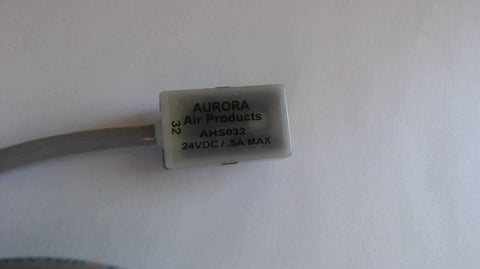 AURORA
Air Products
AHS032
24VDC / .5A MAX
32